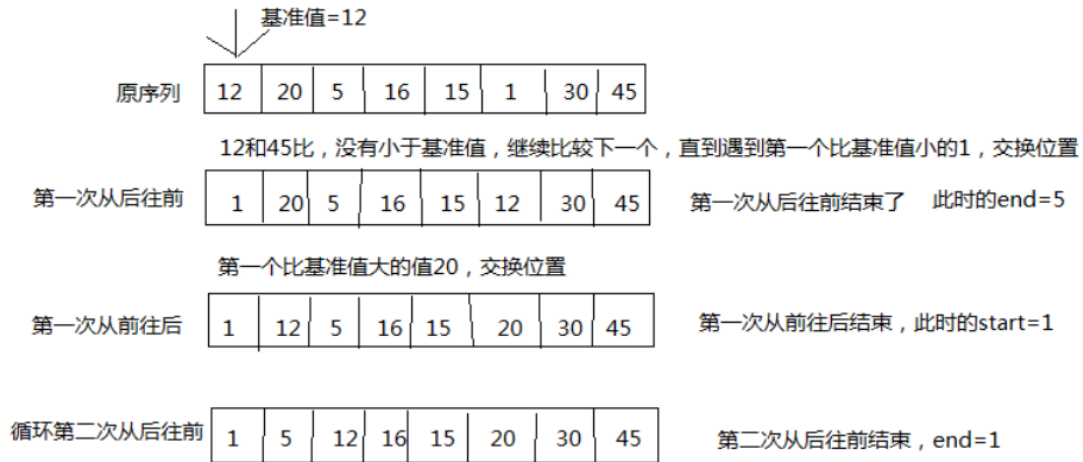 基准值=12
原序列 12 20 5 16 15 1 30 45
12和45比，没有小于基准值，继续比较下一个，直到遇到第一个比基准值小的1，交换位置
第一次从后往前 1 20 5 16 15 12 30 45 第一次从后往前结束了 此时的end=5
第一个比基准值大的值20，交换位置
第一次从前往后 1 12 5 16 15 20 30 45 第一次从前往后结束，此时的start=1
循环第二次从后往前 1 5 12 16 15 20 30 45 第二次从后往前结束，end=1